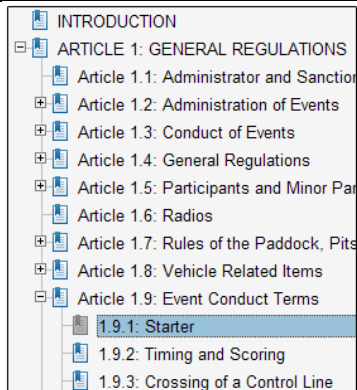 INTRODUCTION
ARTICLE 1: GENERAL REGULATIONS
Article 1.1: Administrator and Sanction
Article 1.2: Administration of Events
Article 1.3: Conduct of Events
Article 1.4: General Regulations
Article 1.5: Participants and Minor Par
Article 1.6: Radios
Article 1.7: Rules of the Paddock, Pits
Article 1.8: Vehicle Related Items
Article 1.9: Event Conduct Terms
1.9.1: Starter
1.9.2: Timing and Scoring
1.9.3: Crossing of a Control Line